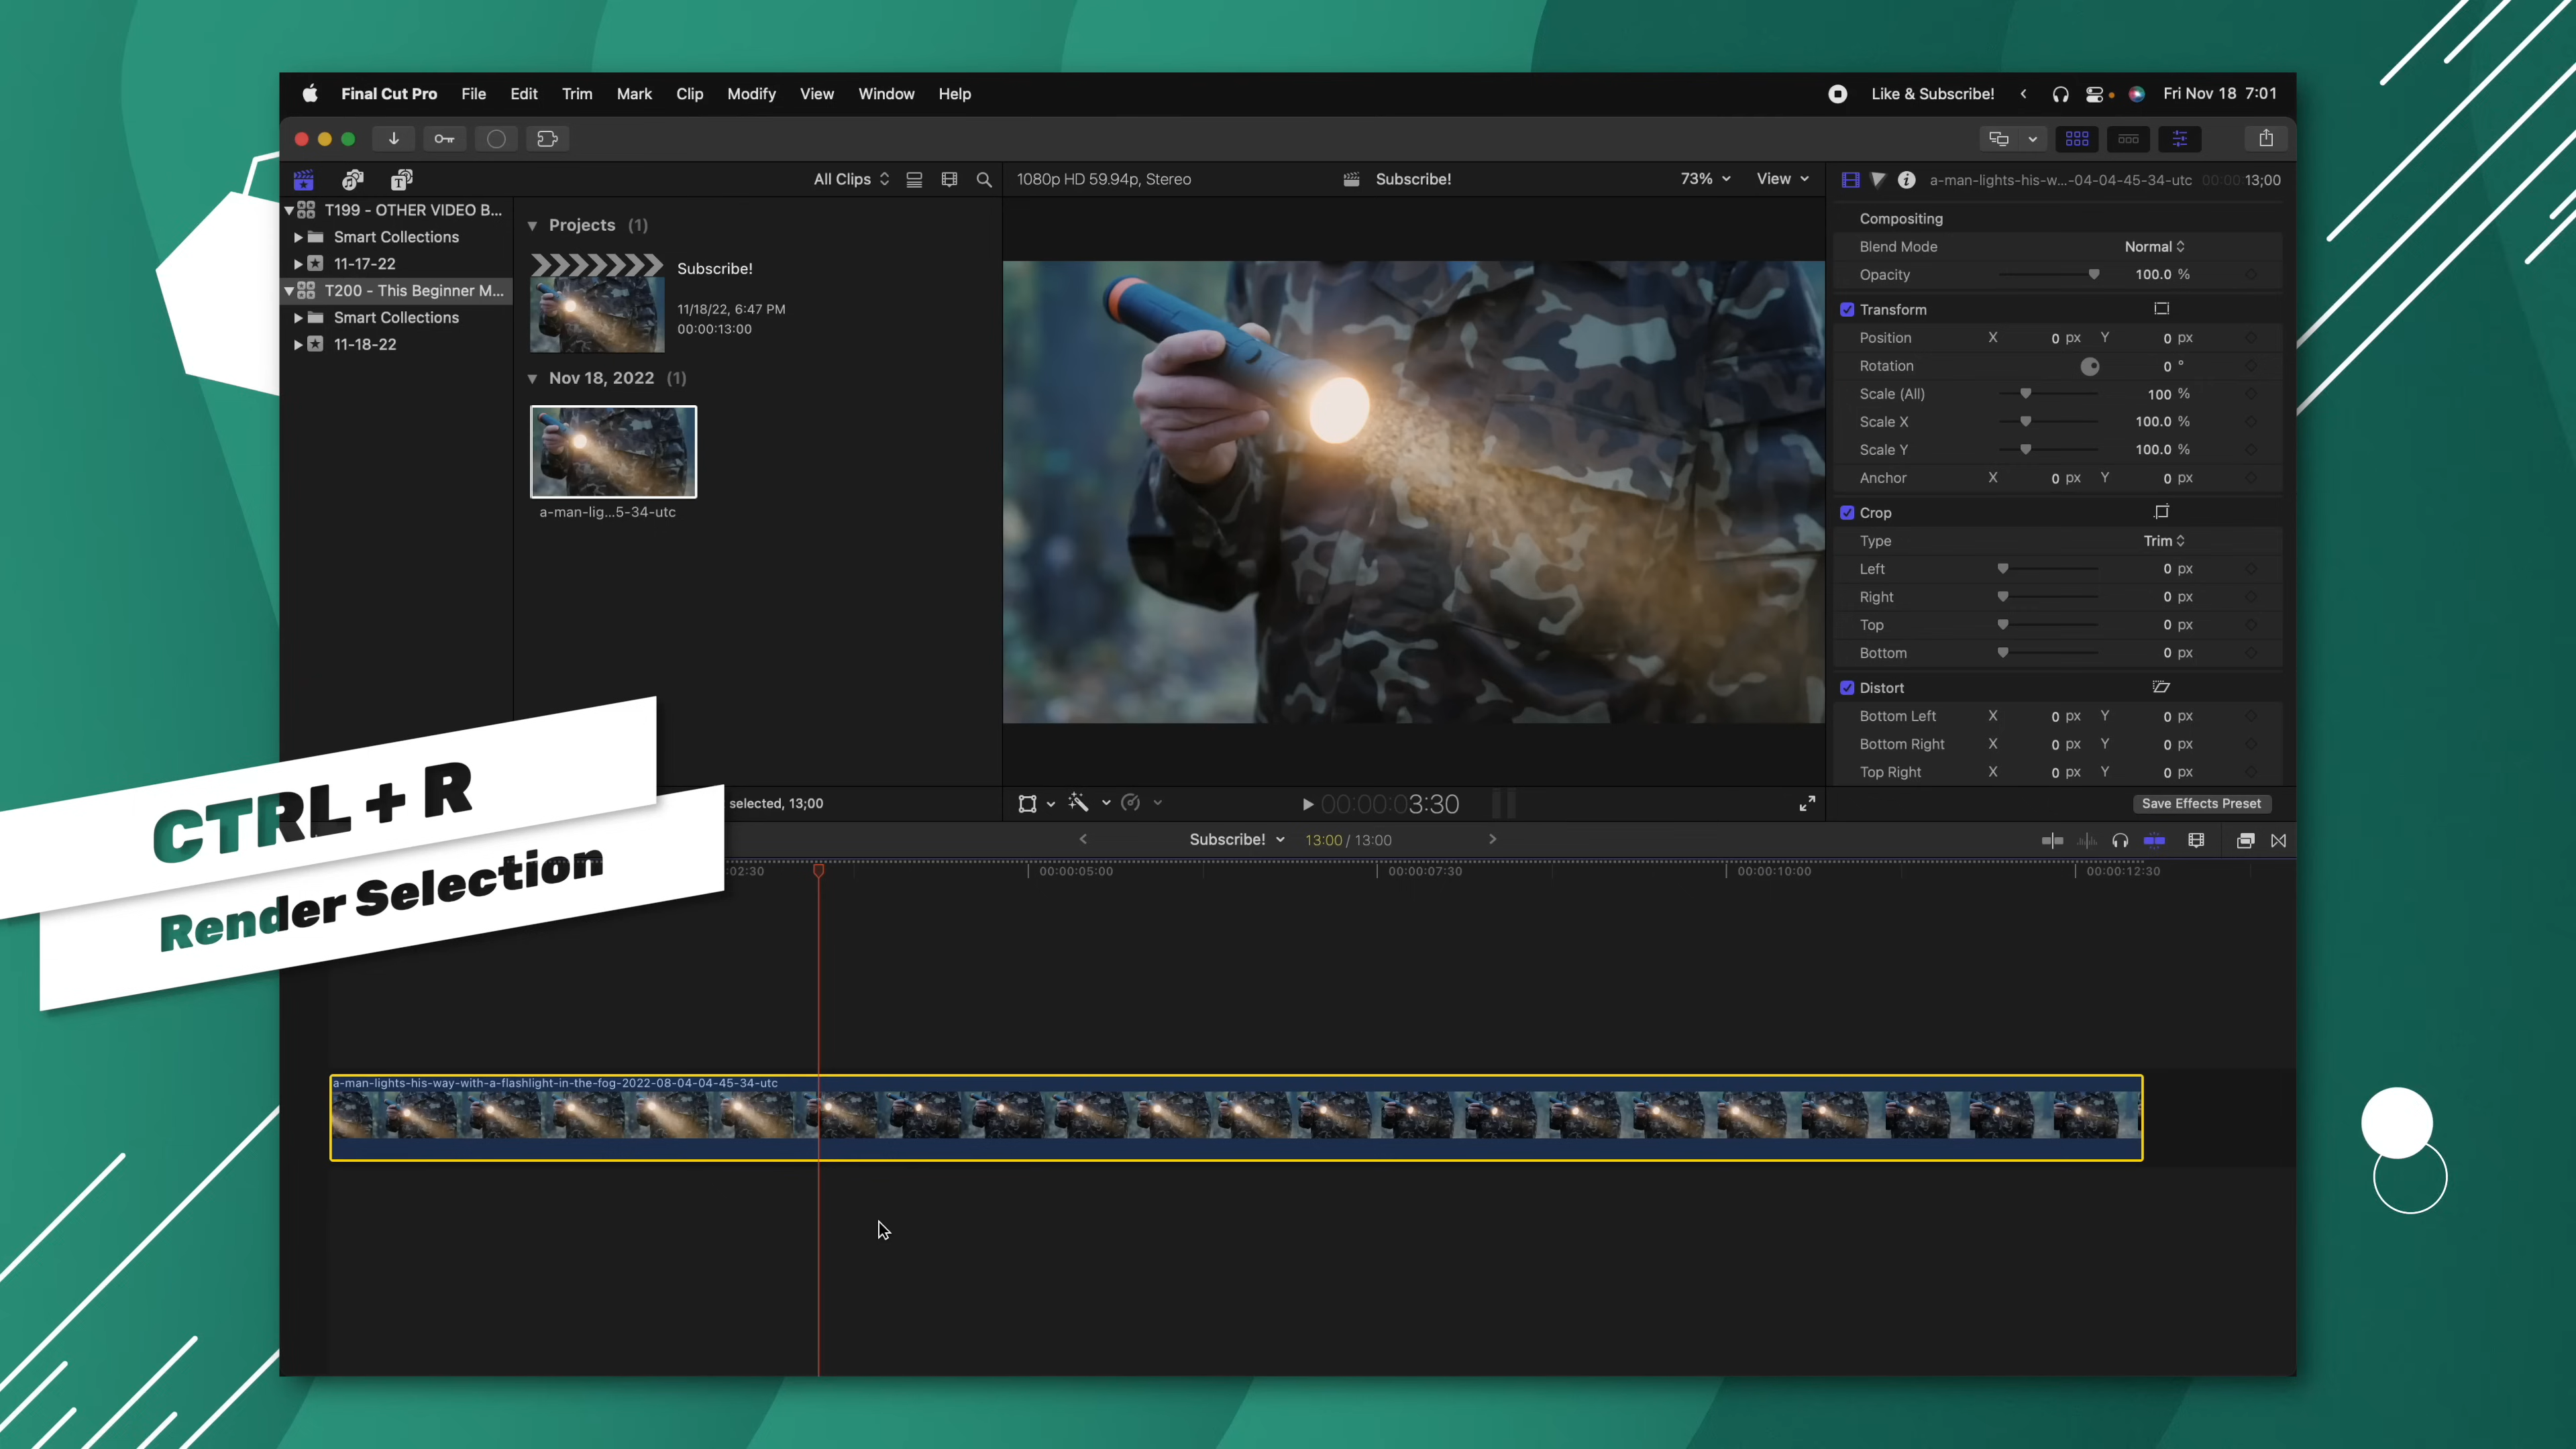 Final Cut Pro File Edit Trim Mark Clip Modify View Window Help
Like & Subscribe! Fri Nov 18 7:01
All Clips
1080p HD 59.94p, Stereo
Subscribe!
73%
View
a-man-lights-his-w...-04-04-45-34-utc 00:00:13;00
T199 - OTHER VIDEO B...
Smart Collections
11-17-22
T200 - This Beginner M...
Smart Collections
11-18-22
Projects (1)
Subscribe!
11/18/22, 6:47 PM
00:00:13:00
Nov 18, 2022 (1)
a-man-lig...5-34-utc
Compositing
Blend Mode Normal
Opacity 100.0 %
Transform
Position X 0 px Y 0 px
Rotation 0 °
Scale (All) 100 %
Scale X 100.0 %
Scale Y 100.0 %
Anchor X 0 px Y 0 px
Crop
Type Trim
Left 0 px
Right 0 px
Top 0 px
Bottom 0 px
Distort
Bottom Left X 0 px Y 0 px
Bottom Right X 0 px Y 0 px
Top Right X 0 px Y 0 px
CTRL + R
Render Selection
selected, 13;00
00:00:03:30
Save Effects Preset
Subscribe! 13:00 / 13:00
02:30 00:00:05:00 00:00:07:30 00:00:10:00 00:00:12:30
a-man-lights-his-way-with-a-flashlight-in-the-fog-2022-08-04-04-45-34-utc